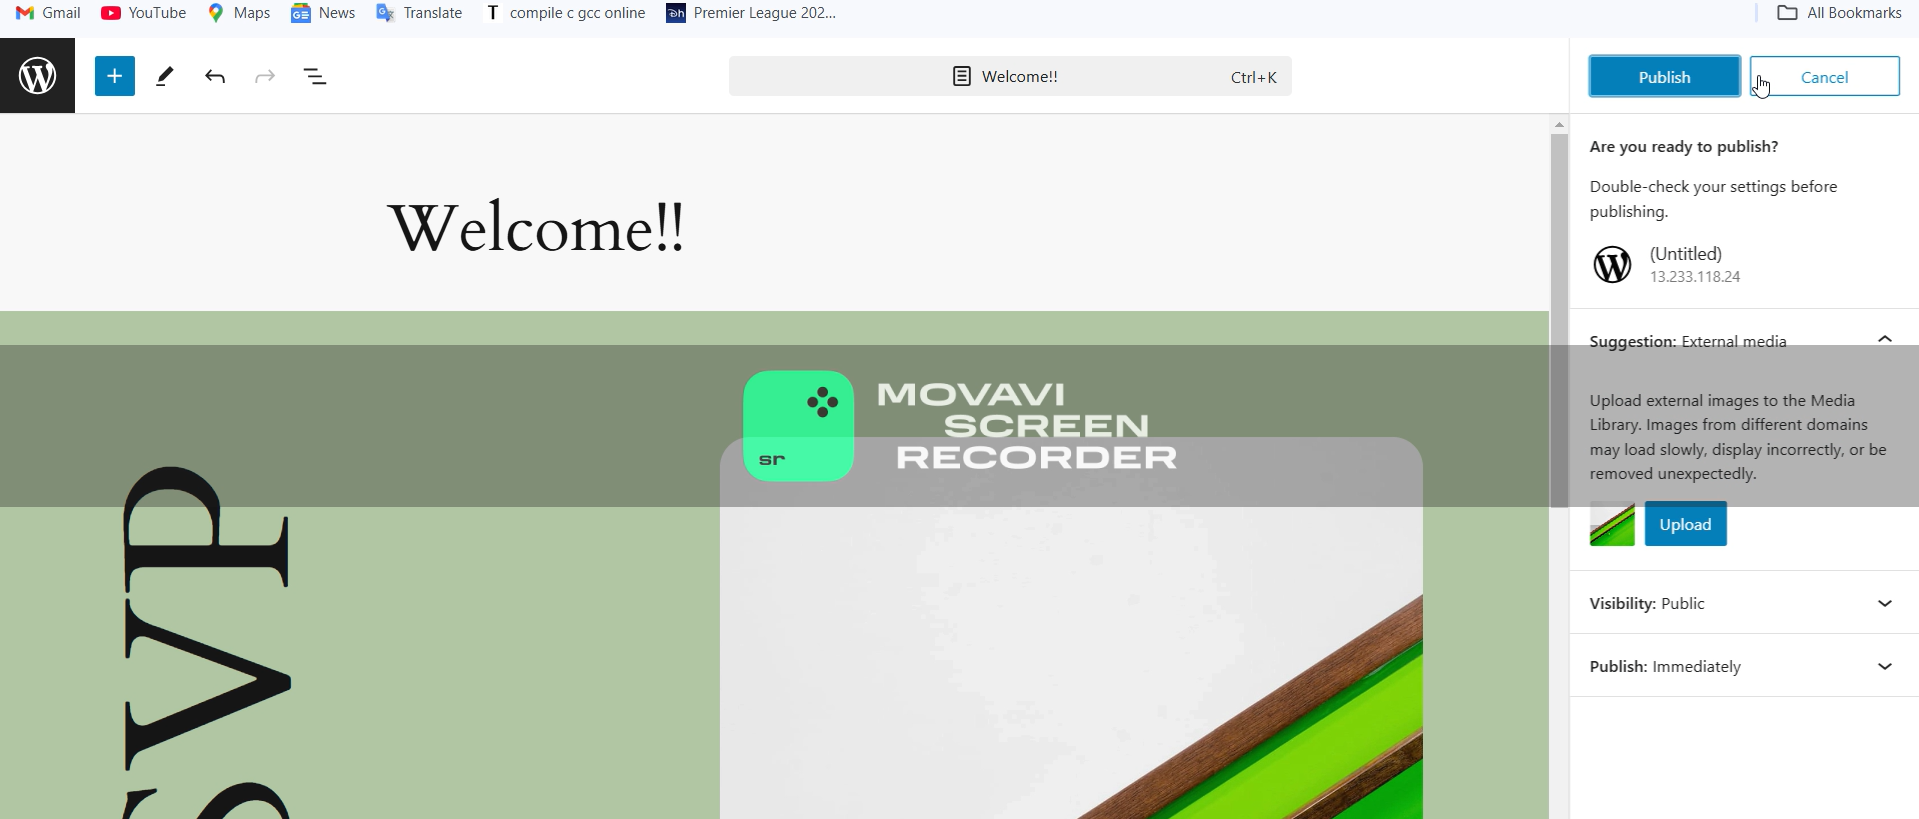 Gmail YouTube Maps News Translate T compile c gcc online Dh Premier League 202... All Bookmarks
Welcome!! Ctrl+K Publish Cancel
Welcome!!
Are you ready to publish?
Double-check your settings before
publishing.
(Untitled)
13.233.118.24
Suggestion: External media
Upload external images to the Media
Library. Images from different domains
may load slowly, display incorrectly, or be
removed unexpectedly.
Upload
Visibility: Public
Publish: Immediately
MOVAVI
SCREEN
RECORDER
sr
SVP